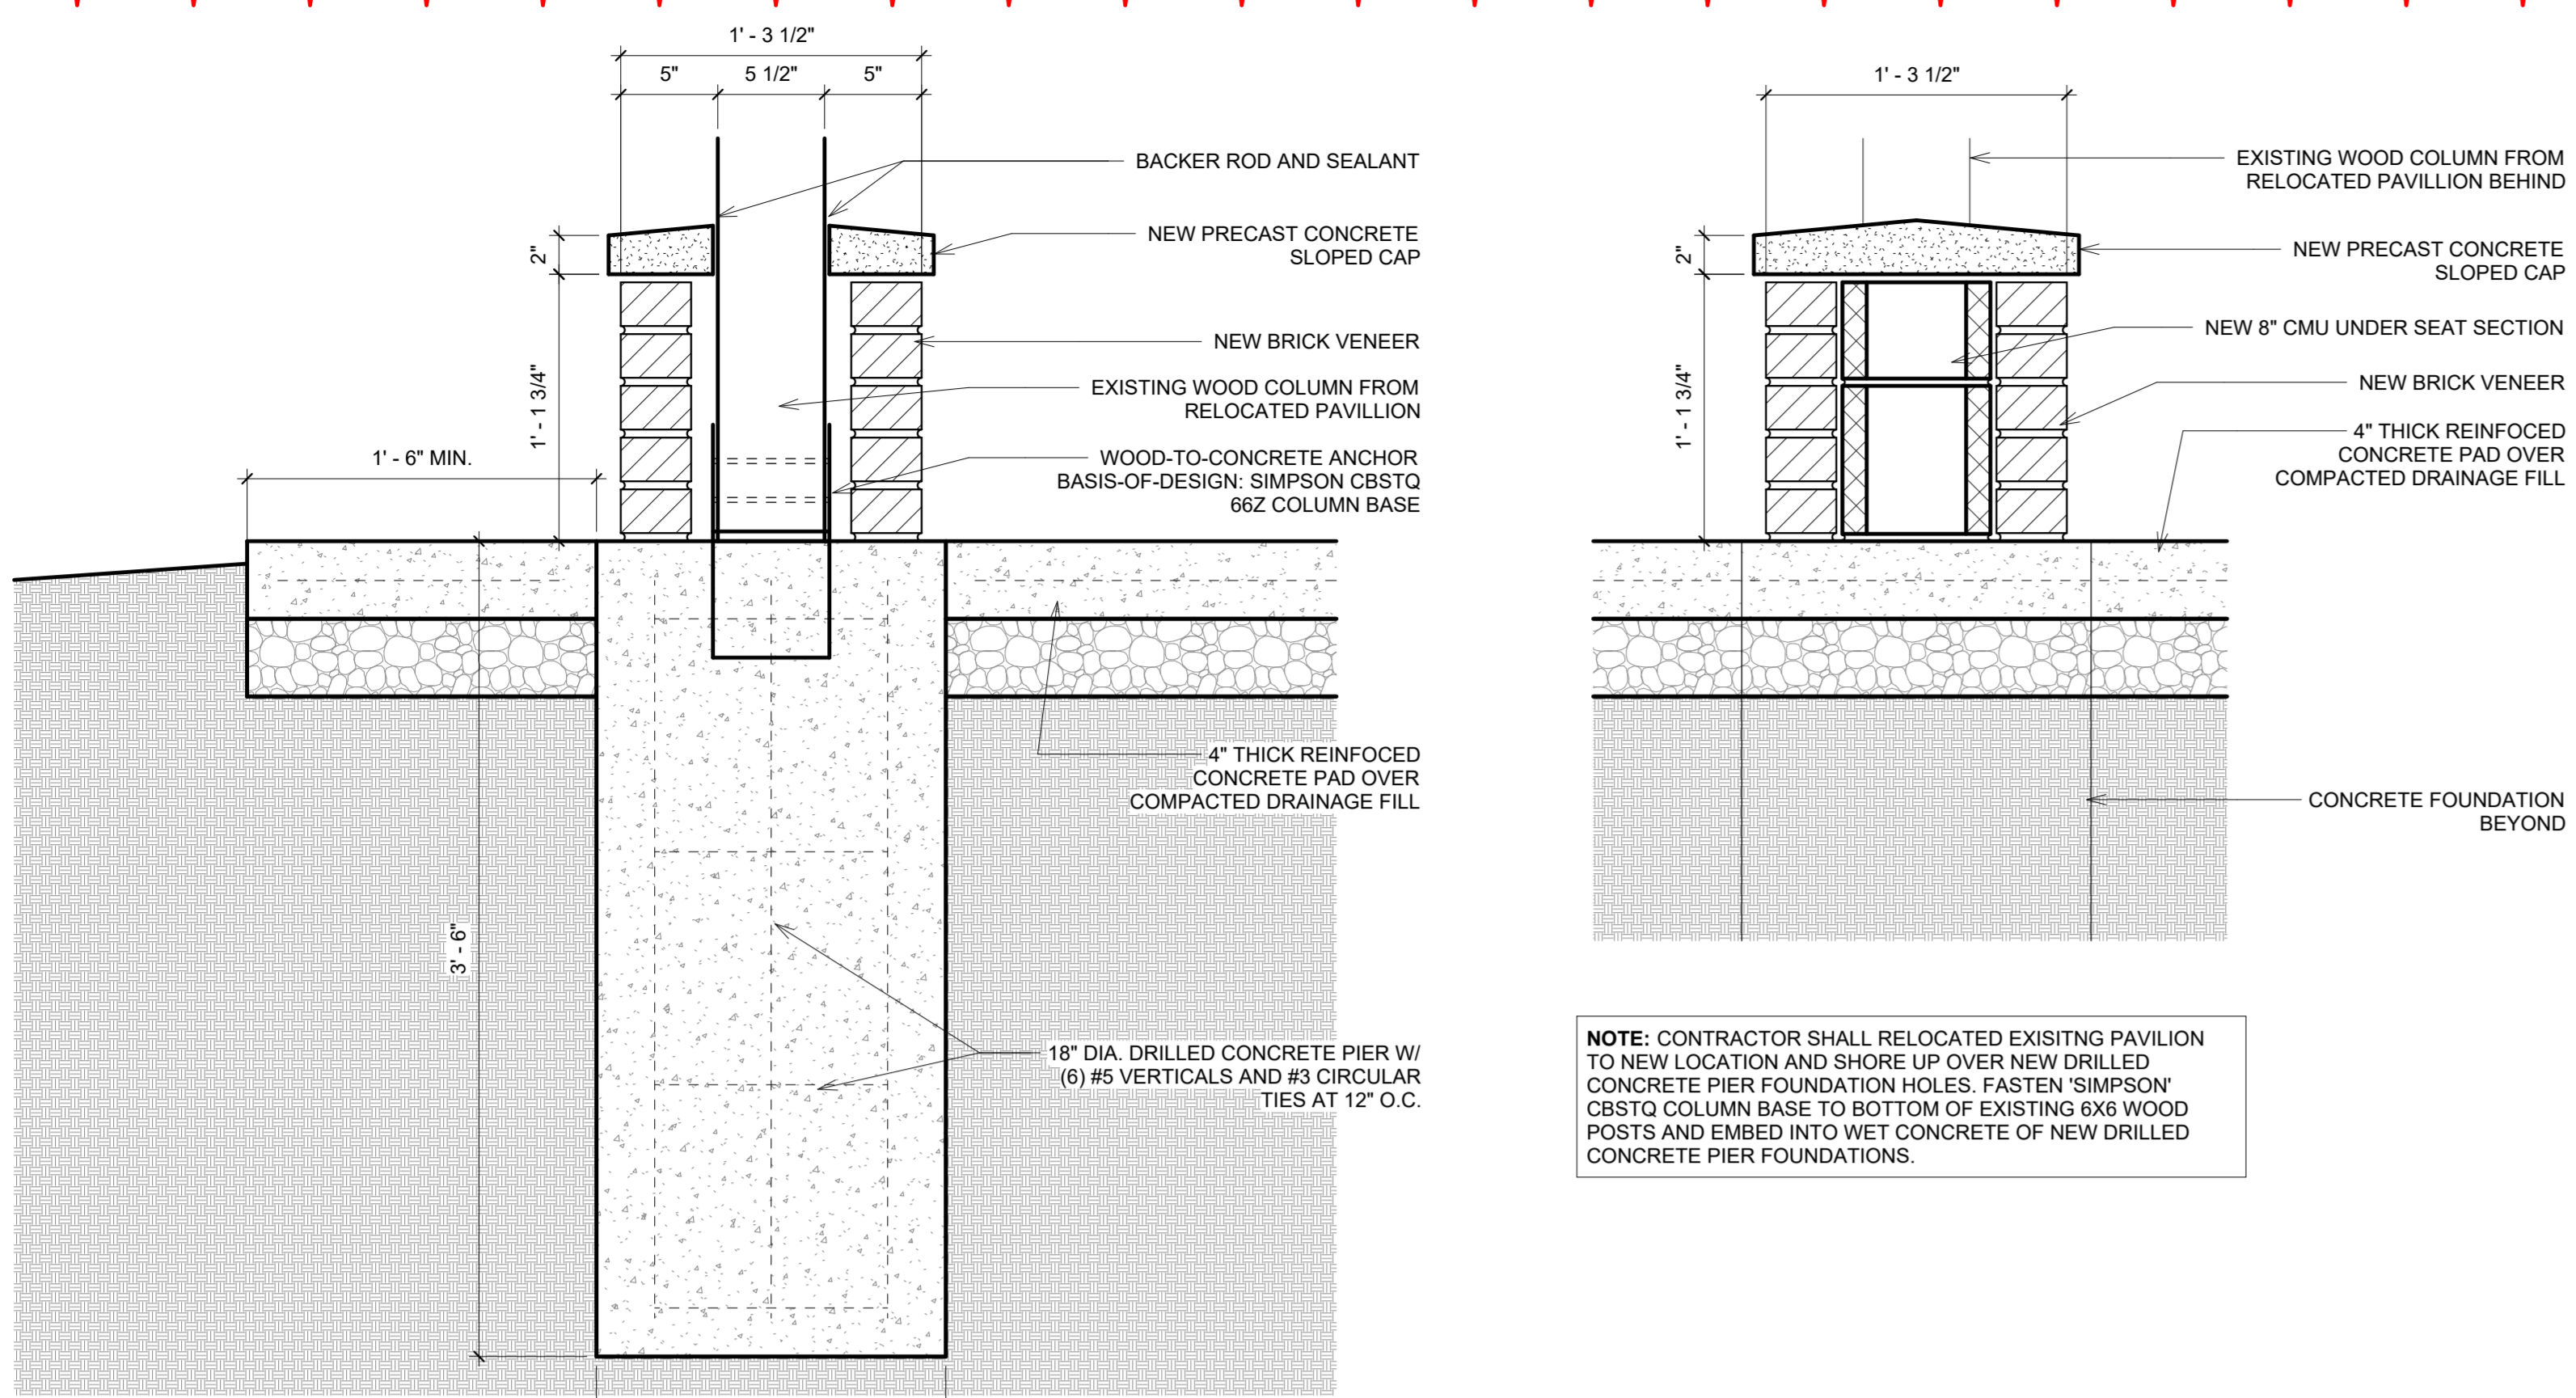 1' - 3 1/2"
5"
5 1/2"
5"
BACKER ROD AND SEALANT
2"
NEW PRECAST CONCRETE
SLOPED CAP
NEW BRICK VENEER
1' - 1 3/4"
EXISTING WOOD COLUMN FROM
RELOCATED PAVILLION
1' - 6" MIN.
WOOD-TO-CONCRETE ANCHOR
BASIS-OF-DESIGN: SIMPSON CBSTQ
66Z COLUMN BASE
4" THICK REINFOCED
CONCRETE PAD OVER
COMPACTED DRAINAGE FILL
3' - 6"
18" DIA. DRILLED CONCRETE PIER W/
(6) #5 VERTICALS AND #3 CIRCULAR
TIES AT 12" O.C.
1' - 3 1/2"
EXISTING WOOD COLUMN FROM
RELOCATED PAVILLION BEHIND
2"
NEW PRECAST CONCRETE
SLOPED CAP
NEW 8" CMU UNDER SEAT SECTION
NEW BRICK VENEER
1' - 1 3/4"
4" THICK REINFOCED
CONCRETE PAD OVER
COMPACTED DRAINAGE FILL
CONCRETE FOUNDATION
BEYOND
NOTE: CONTRACTOR SHALL RELOCATED EXISITNG PAVILION
TO NEW LOCATION AND SHORE UP OVER NEW DRILLED
CONCRETE PIER FOUNDATION HOLES. FASTEN 'SIMPSON'
CBSTQ COLUMN BASE TO BOTTOM OF EXISTING 6X6 WOOD
POSTS AND EMBED INTO WET CONCRETE OF NEW DRILLED
CONCRETE PIER FOUNDATIONS.